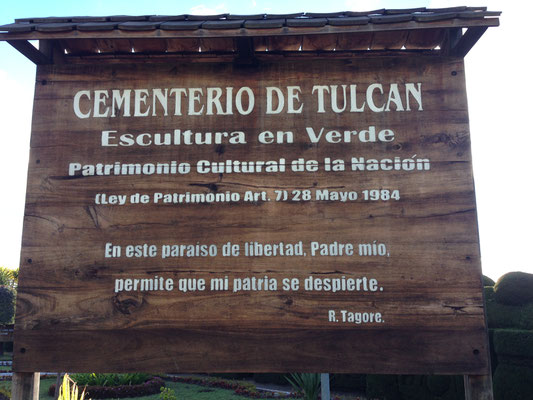 CEMENTERIO DE TULCAN
Escultura en Verde
Patrimonio Cultural de la Nación
(Ley de Patrimonio Art. 7) 28 Mayo 1984
En este paraiso de libertad, Padre mío,
permite que mi patria se despierte.
R. Tagore.